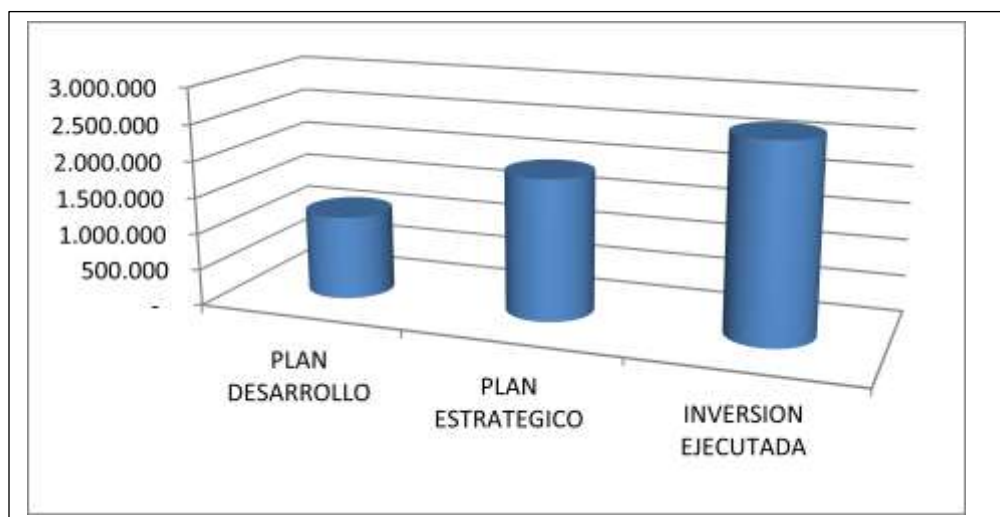 3.000.000
2.500.000
2.000.000
1.500.000
1.000.000
500.000
-
PLAN
DESARROLLO
PLAN
ESTRATEGICO
INVERSION
EJECUTADA